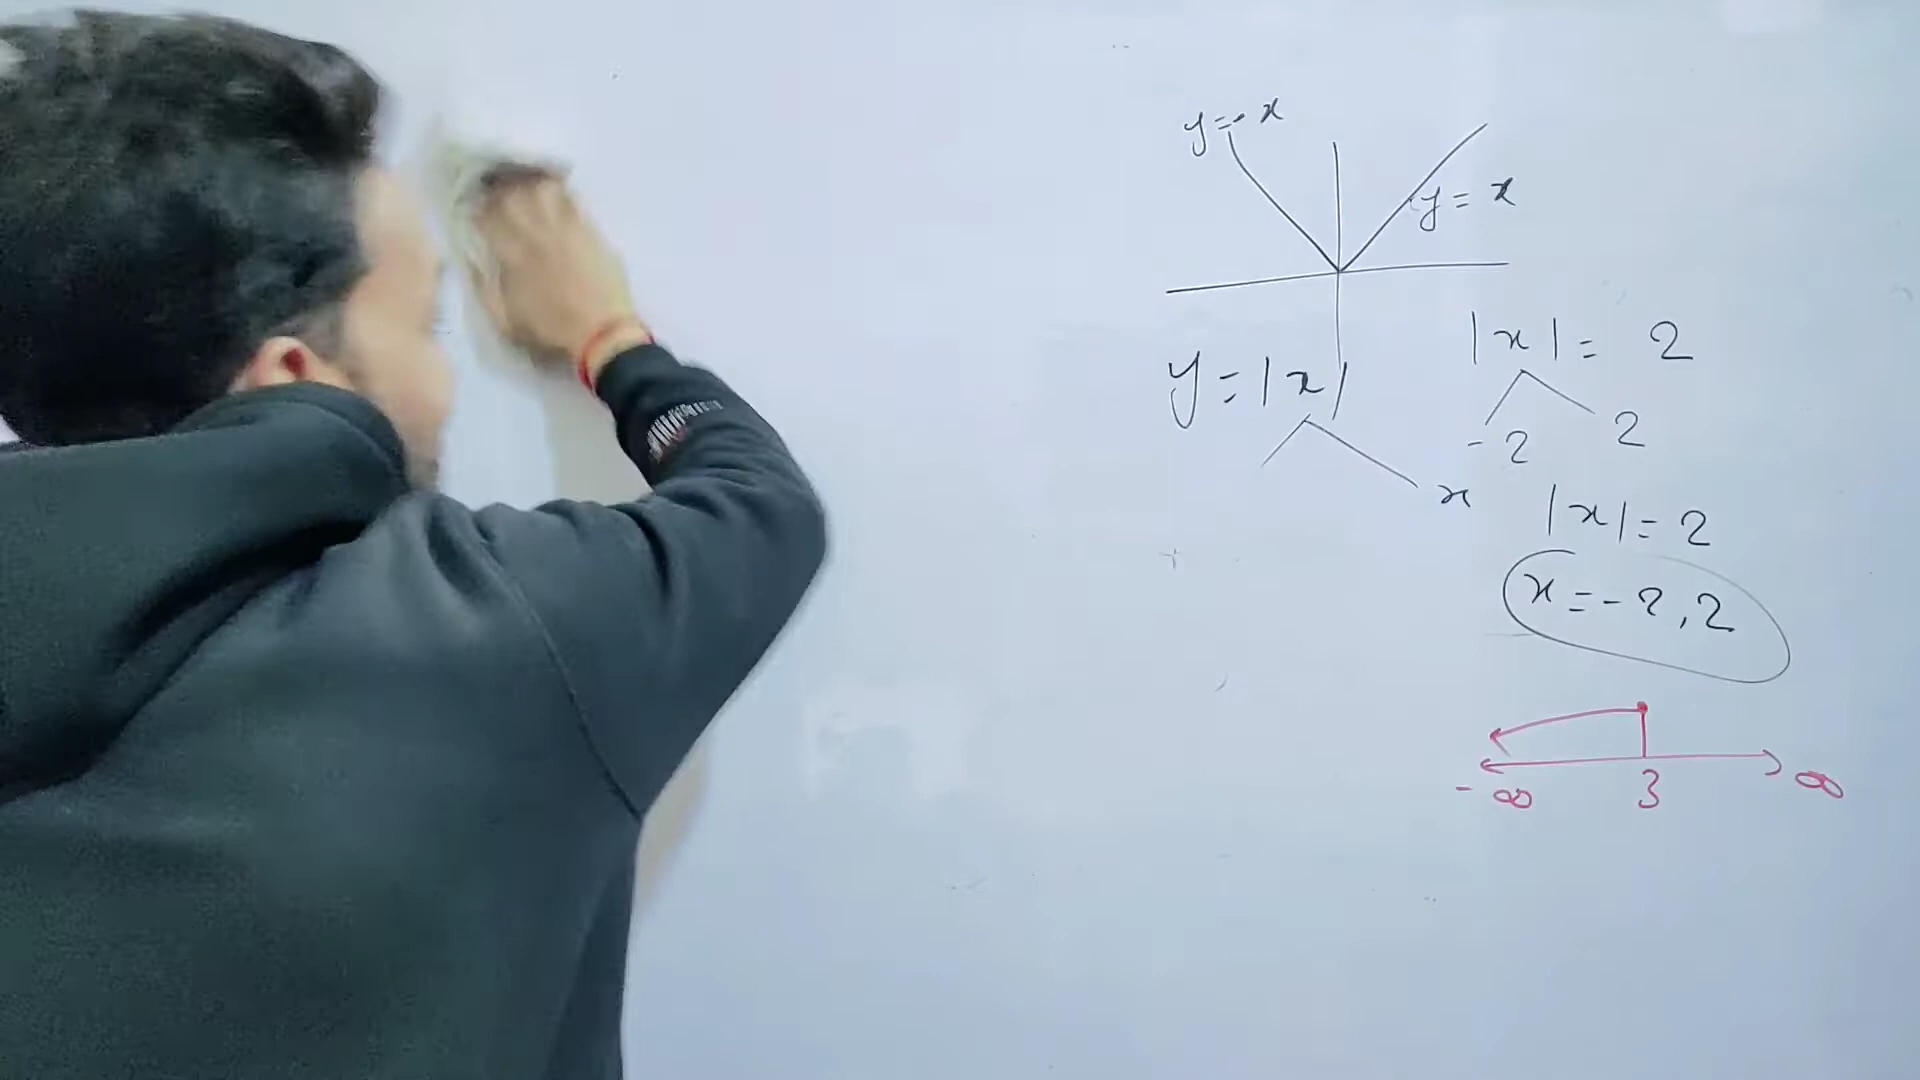 y = - x
y = x
y = |x|
x
|x| = 2
-2 2
|x| = 2
x = -2, 2
-∞ 3 ∞